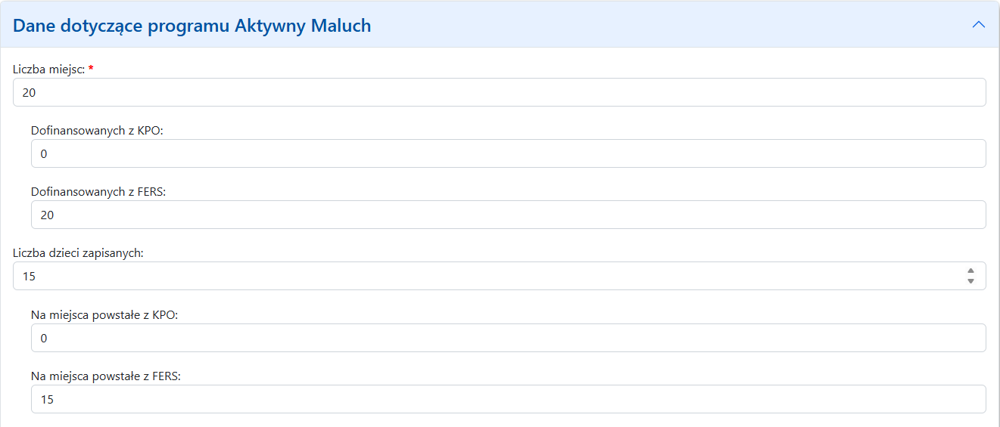 Dane dotyczące programu Aktywny Maluch
Liczba miejsc: *
20
Dofinansowanych z KPO:
0
Dofinansowanych z FERS:
20
Liczba dzieci zapisanych:
15
Na miejsca powstałe z KPO:
0
Na miejsca powstałe z FERS:
15